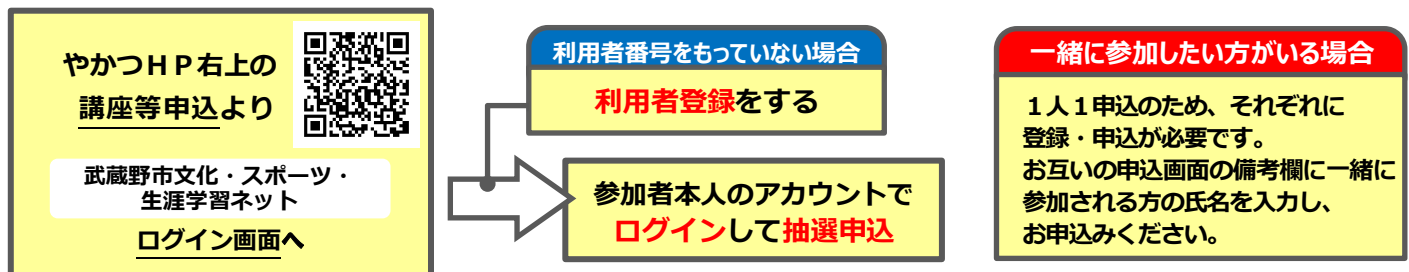 やかつＨＰ右上の
講座等申込より
武蔵野市文化・スポーツ・
生涯学習ネット
ログイン画面へ
利用者番号をもっていない場合
利用者登録をする
参加者本人のアカウントで
ログインして抽選申込
一緒に参加したい方がいる場合
１人１申込のため、それぞれに
登録・申込が必要です。
お互いの申込画面の備考欄に一緒に
参加される方の氏名を入力し、
お申込みください。